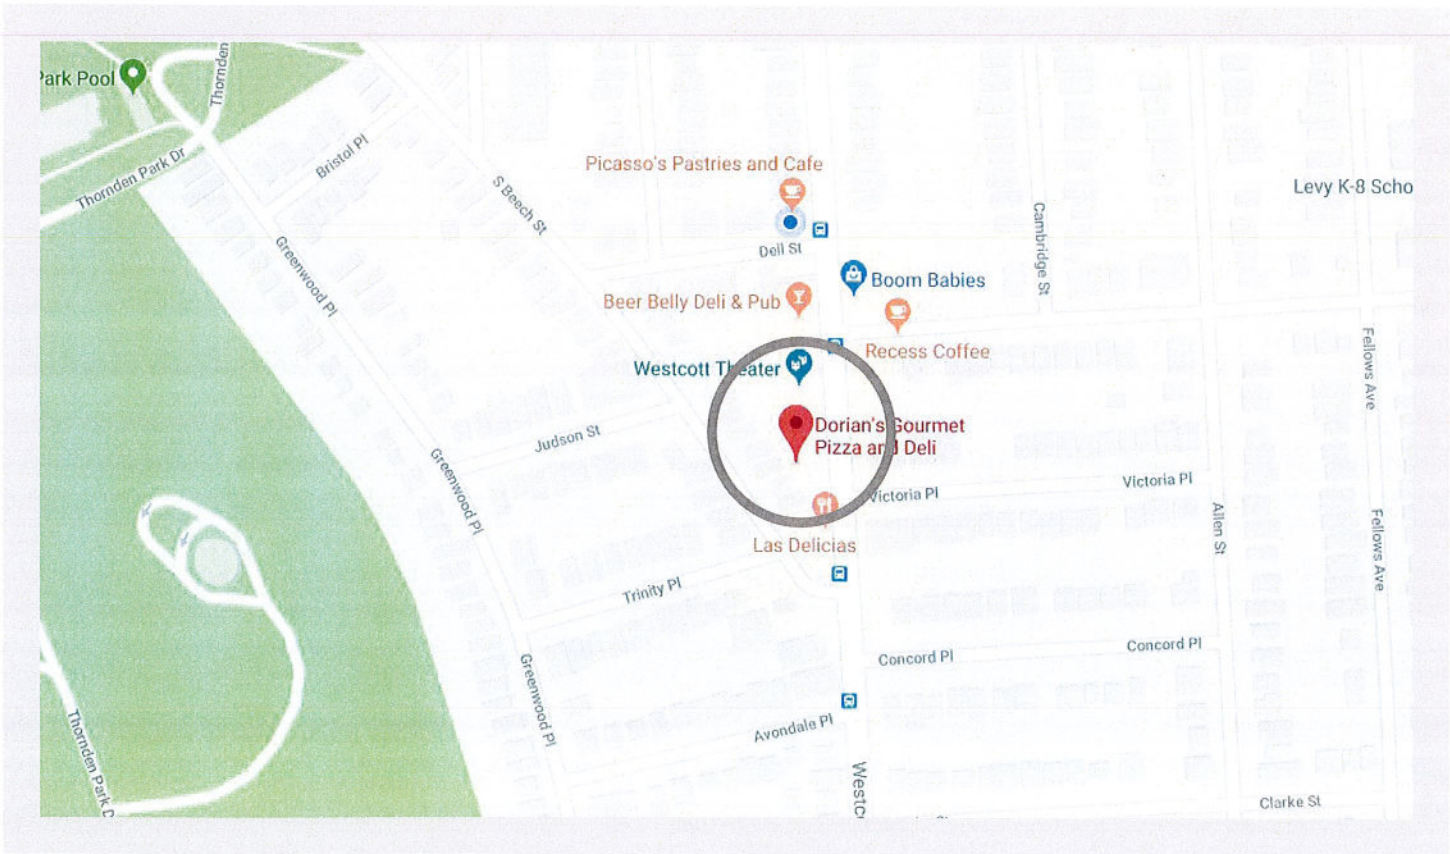 Park Pool
Thornden
Thornden Park Dr
Bristol Pl
S Beech St
Picasso's Pastries and Cafe
Levy K-8 Scho
Cambridge St
Dell St
Greenwood Pl
Boom Babies
Beer Belly Deli & Pub
Recess Coffee
Fellows Ave
Westcott Theater
Dorian's Gourmet
Pizza and Deli
Judson St
Greenwood Pl
Victoria Pl
Victoria Pl
Allen St
Fellows Ave
Las Delicias
Trinity Pl
Concord Pl
Concord Pl
Greenwood Pl
Avondale Pl
Thornden Park D
Westc
Clarke St